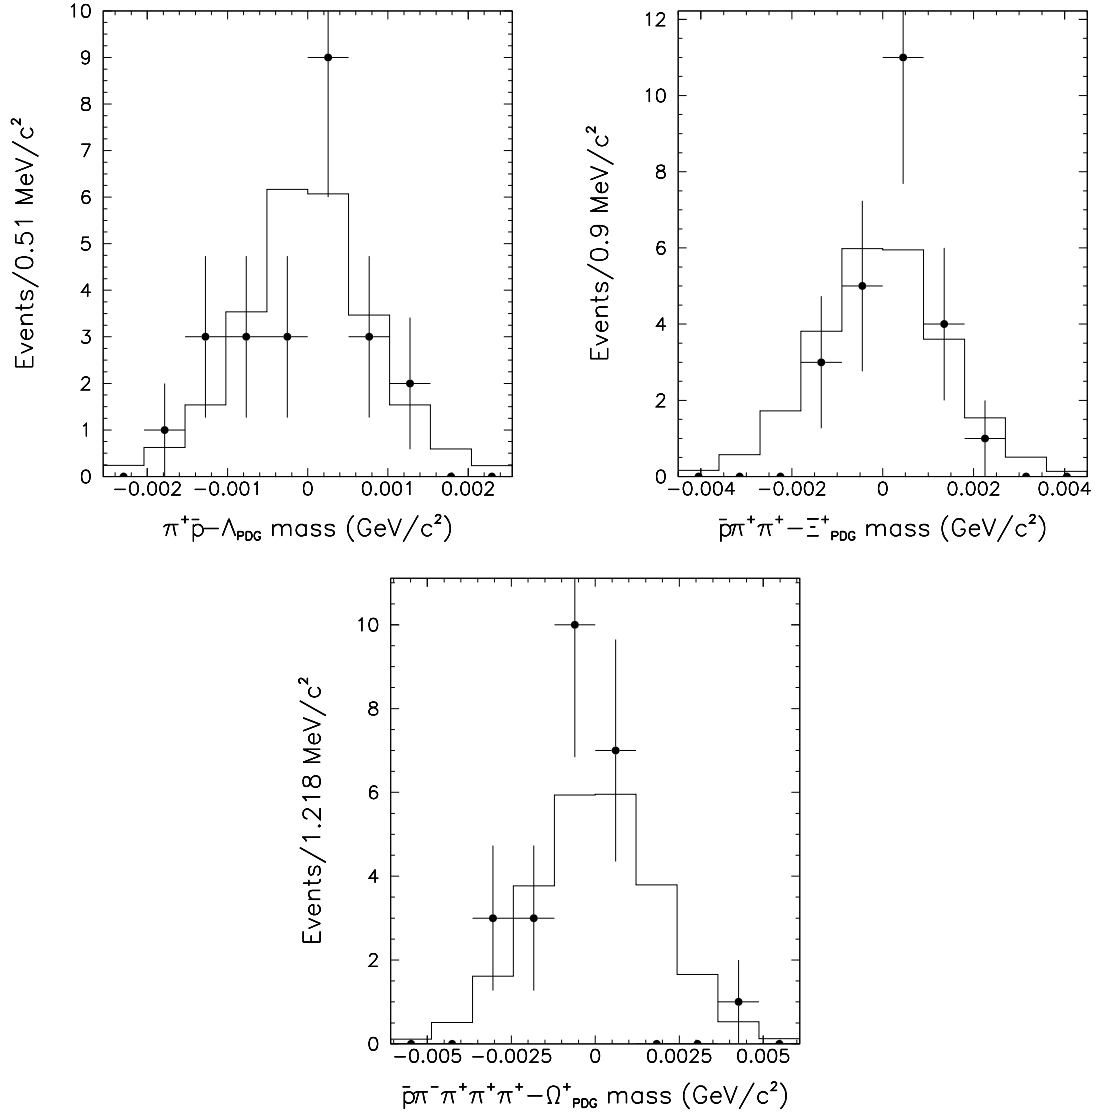 Events/0.51 MeV/c²
10
9
8
7
6
5
4
3
2
1
0
−0.002 −0.001 0 0.001 0.002
π⁺p̄−Λ_PDG mass (GeV/c²)
Events/0.9 MeV/c²
12
10
8
6
4
2
0
−0.004 −0.002 0 0.002 0.004
p̄π⁺π⁺−Ξ⁺_PDG mass (GeV/c²)
Events/1.218 MeV/c²
10
8
6
4
2
0
−0.005 −0.0025 0 0.0025 0.005
p̄π⁻π⁺π⁺π⁺−Ω⁺_PDG mass (GeV/c²)